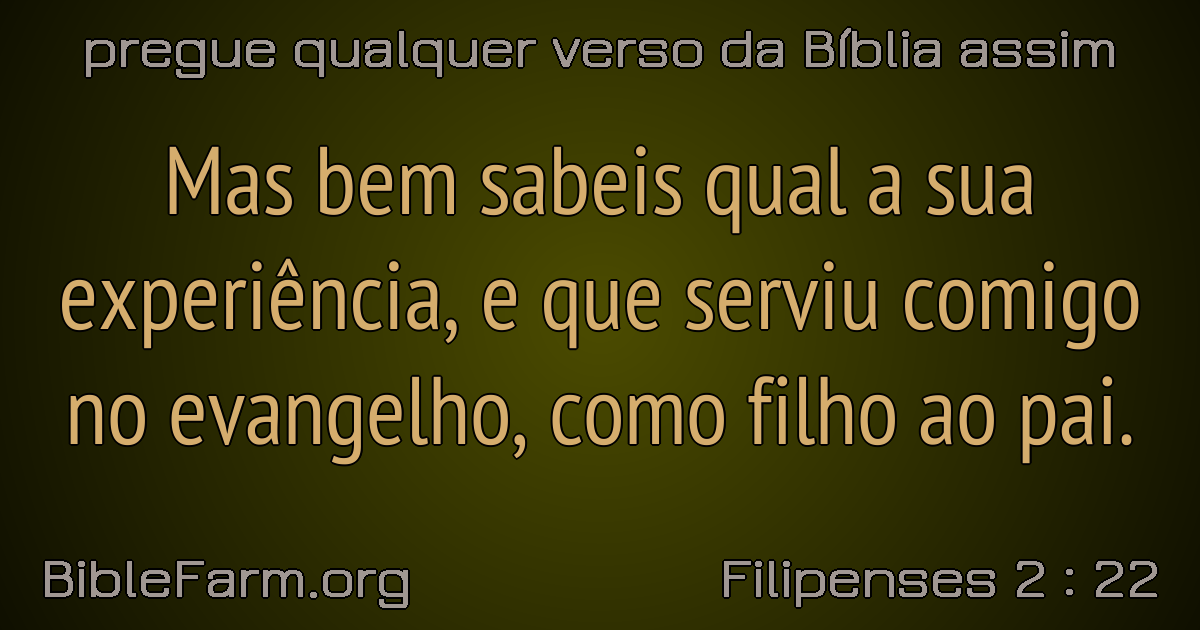 pregue qualquer verso da Bíblia assim
Mas bem sabeis qual a sua
experiência, e que serviu comigo
no evangelho, como filho ao pai.
BibleFarm.org
Filipenses 2 : 22